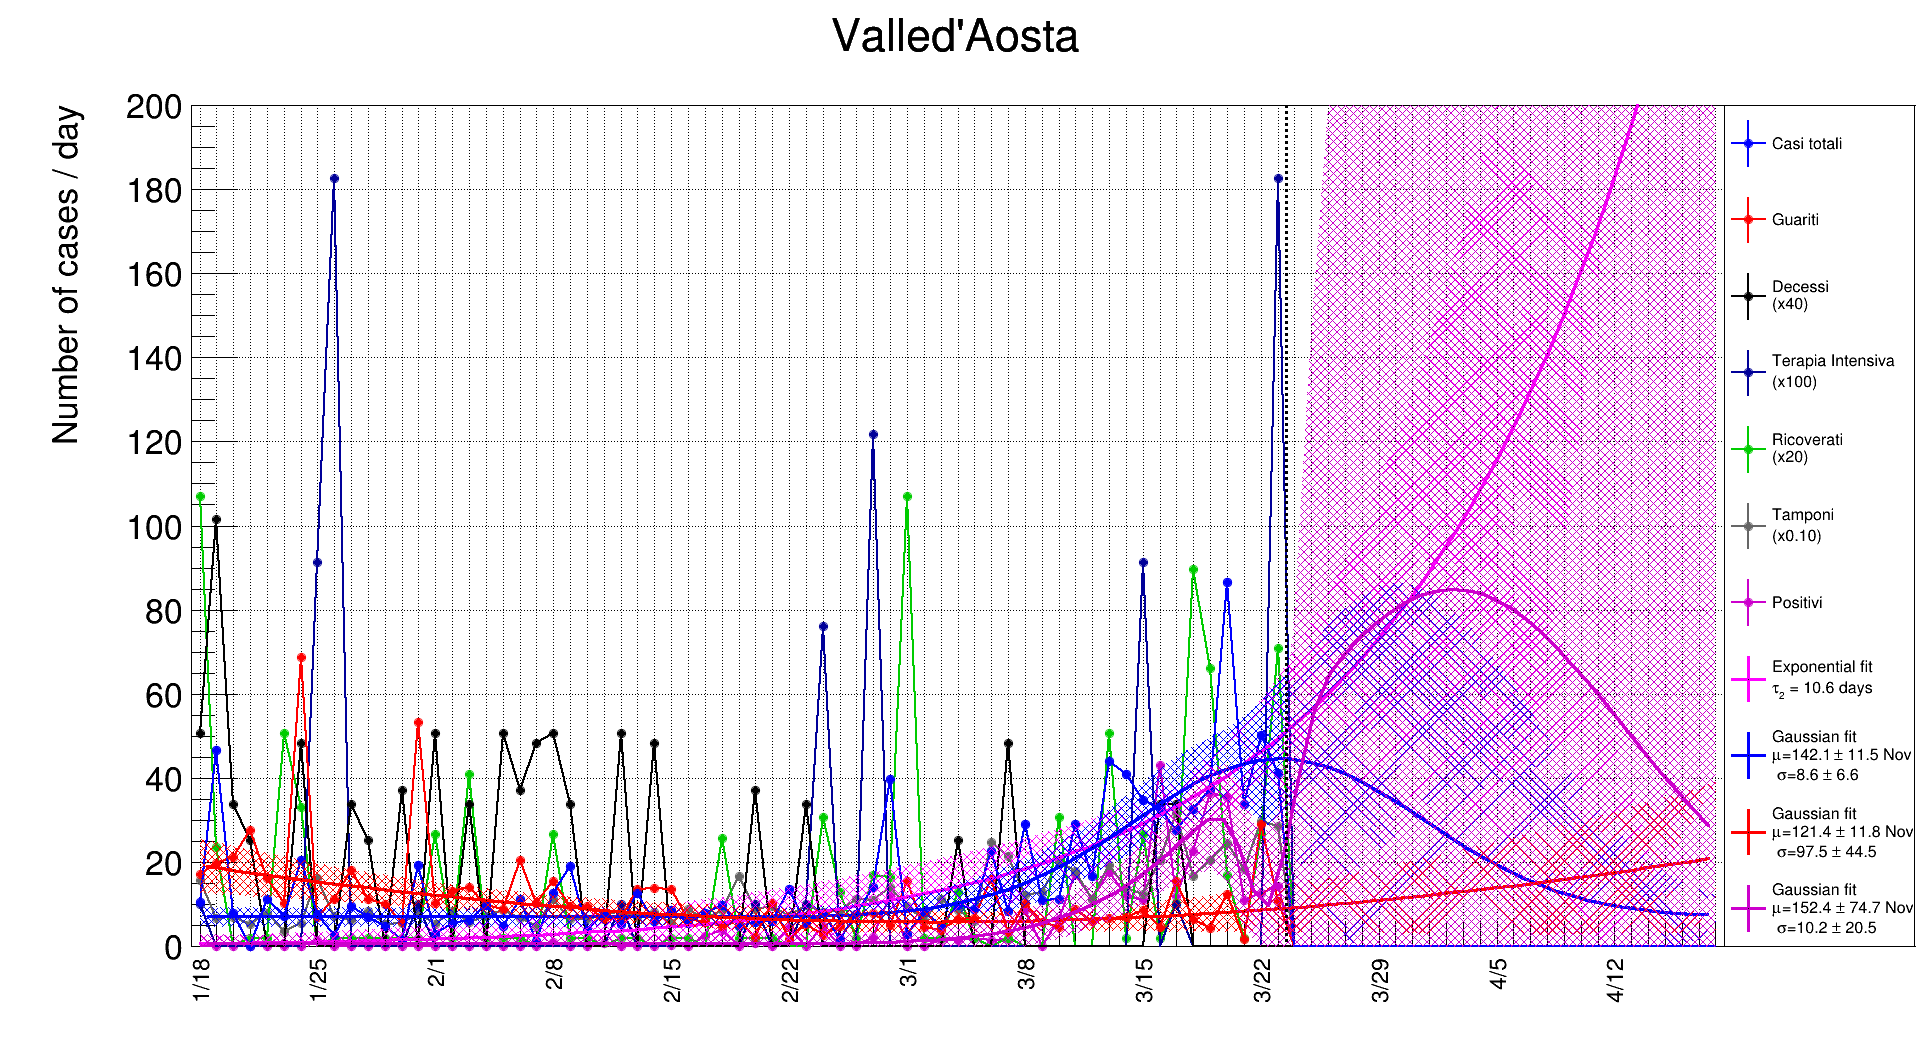 Valled'Aosta
Number of cases / day
200
180
160
140
120
100
80
60
40
20
0
1/18
1/25
2/1
2/8
2/15
2/22
3/1
3/8
3/15
3/22
3/29
4/5
4/12
Casi totali
Guariti
Decessi
(x40)
Terapia Intensiva
(x100)
Ricoverati
(x20)
Tamponi
(x0.10)
Positivi
Exponential fit
τ2 = 10.6 days
Gaussian fit
μ=142.1 ± 11.5 Nov
σ=8.6 ± 6.6
Gaussian fit
μ=121.4 ± 11.8 Nov
σ=97.5 ± 44.5
Gaussian fit
μ=152.4 ± 74.7 Nov
σ=10.2 ± 20.5